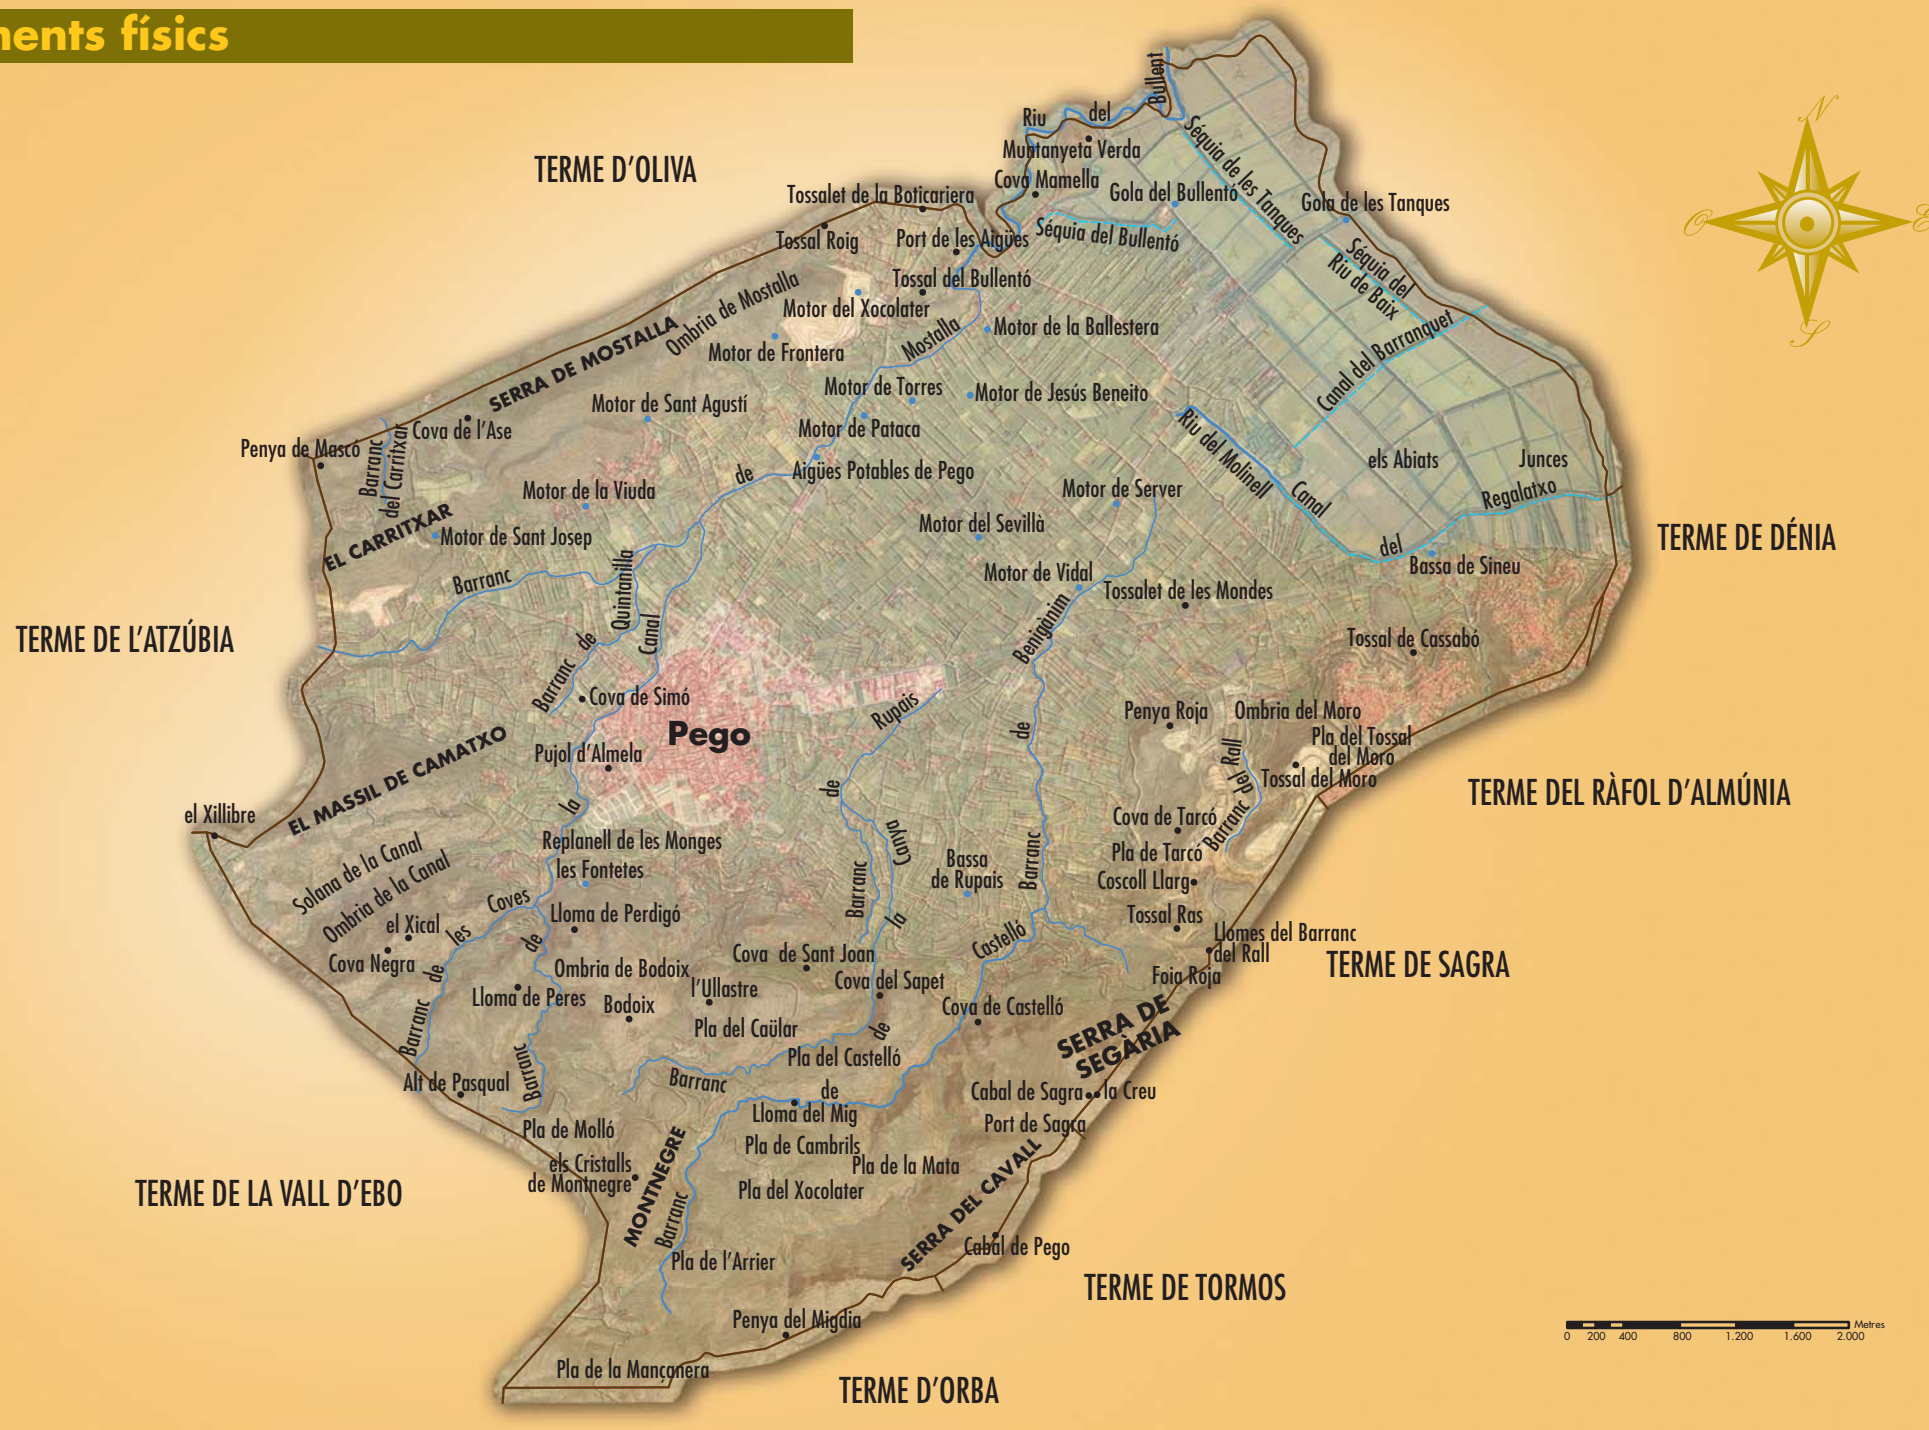 ments físics
TERME D'OLIVA
Riu del Bullent
Muntanyeta Verda
Cova Mamella
Gola del Bullentó
Séquia de les Tanques
Gola de les Tanques
Tossalet de la Boticariera
Tossal Roig
Port de les Aigües
Séquia del Bullentó
Séquia del
Riu de Baix
Tossal del Bullentó
Ombria de Mostalla
Motor del Xocolater
Motor de la Ballestera
SERRA DE MOSTALLA
Motor de Frontera
Canal del Barranquet
Motor de Torres
Motor de Jesús Beneito
Motor de Sant Agustí
Motor de Pataca
Cova de l'Ase
Penya de Mascó
Barranc
del Carritxar
Riu del Molinell
els Abiats
Junces
Aigües Potables de Pego
Motor de la Viuda
Motor de Server
Canal del Regalatxo
EL CARRITXAR
Motor de Sant Josep
Motor del Sevillà
TERME DE DÉNIA
Bassa de Sineu
Motor de Vidal
Barranc de Mostalla
Tossalet de les Mondes
Barranc de Quintanilla
Canal
TERME DE L'ATZÚBIA
Tossal de Cassabó
Cova de Simó
Rupais
Pego
Penya Roja
Ombria del Moro
Pla del Tossal
del Moro
Tossal del Moro
Pujol d'Almela
EL MASSIL DE CAMATXO
TERME DEL RÀFOL D'ALMÚNIA
el Xillibre
la
Barranc del Rall
Cova de Tarcó
Replanell de les Monges
Pla de Tarcó
les Fontetes
Bassa
de Rupais
Coscoll Llarg
Solana de la Canal
Ombria de la Canal
Barranc de
Barranc de Benigànim
el Xical
Lloma de Perdigó
Tossal Ras
Llomes del Barranc
del Rall
Cova Negra
Barranc de les Coves
Cova de Sant Joan
TERME DE SAGRA
Ombria de Bodoix
Foia Roja
Cova del Sapet
l'Ullastre
Lloma de Peres
Bodoix
Cova de Castelló
Pla del Caülar
SERRA DE
SEGÀRIA
Barranc de
Barranc de la Canya
Pla del Castelló
Alt de Pasqual
Cabal de Sagra
la Creu
Lloma del Mig
Port de Sagra
Pla de Molló
Pla de Cambrils
Pla de la Mata
els Cristalls
de Montnegre
MONTNEGRE
TERME DE LA VALL D'EBO
Pla del Xocolater
SERRA DEL CAVALL
Barranc de Castelló
Cabal de Pego
Pla de l'Arrier
TERME DE TORMOS
Penya del Migdia
Pla de la Mançanera
TERME D'ORBA
N
O
E
S
Metres
0 200 400 800 1.200 1.600 2.000